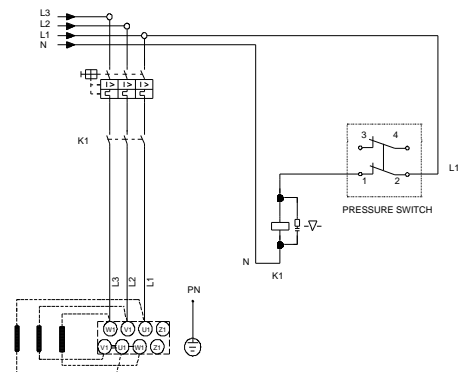 L3
L2
L1
N
I > I > I >
K1
3 4
1 2
L1
PRESSURE SWITCH
N
K1
L3 L2 L1
PN
W1 V1 U1 Z1
V1 U1 W1 Z1